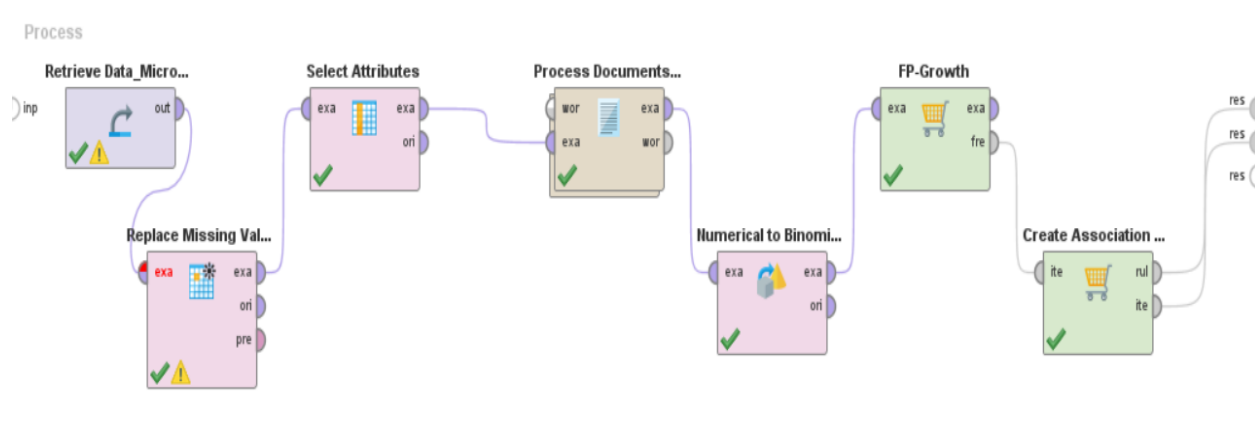 Process
Retrieve Data_Micro...
Select Attributes
Process Documents...
FP-Growth
inp
out
exa
exa
ori
wor
exa
exa
wor
exa
exa
fre
res
res
res
Replace Missing Val...
Numerical to Binomi...
Create Association ...
exa
exa
ori
pre
exa
exa
ori
ite
rul
ite